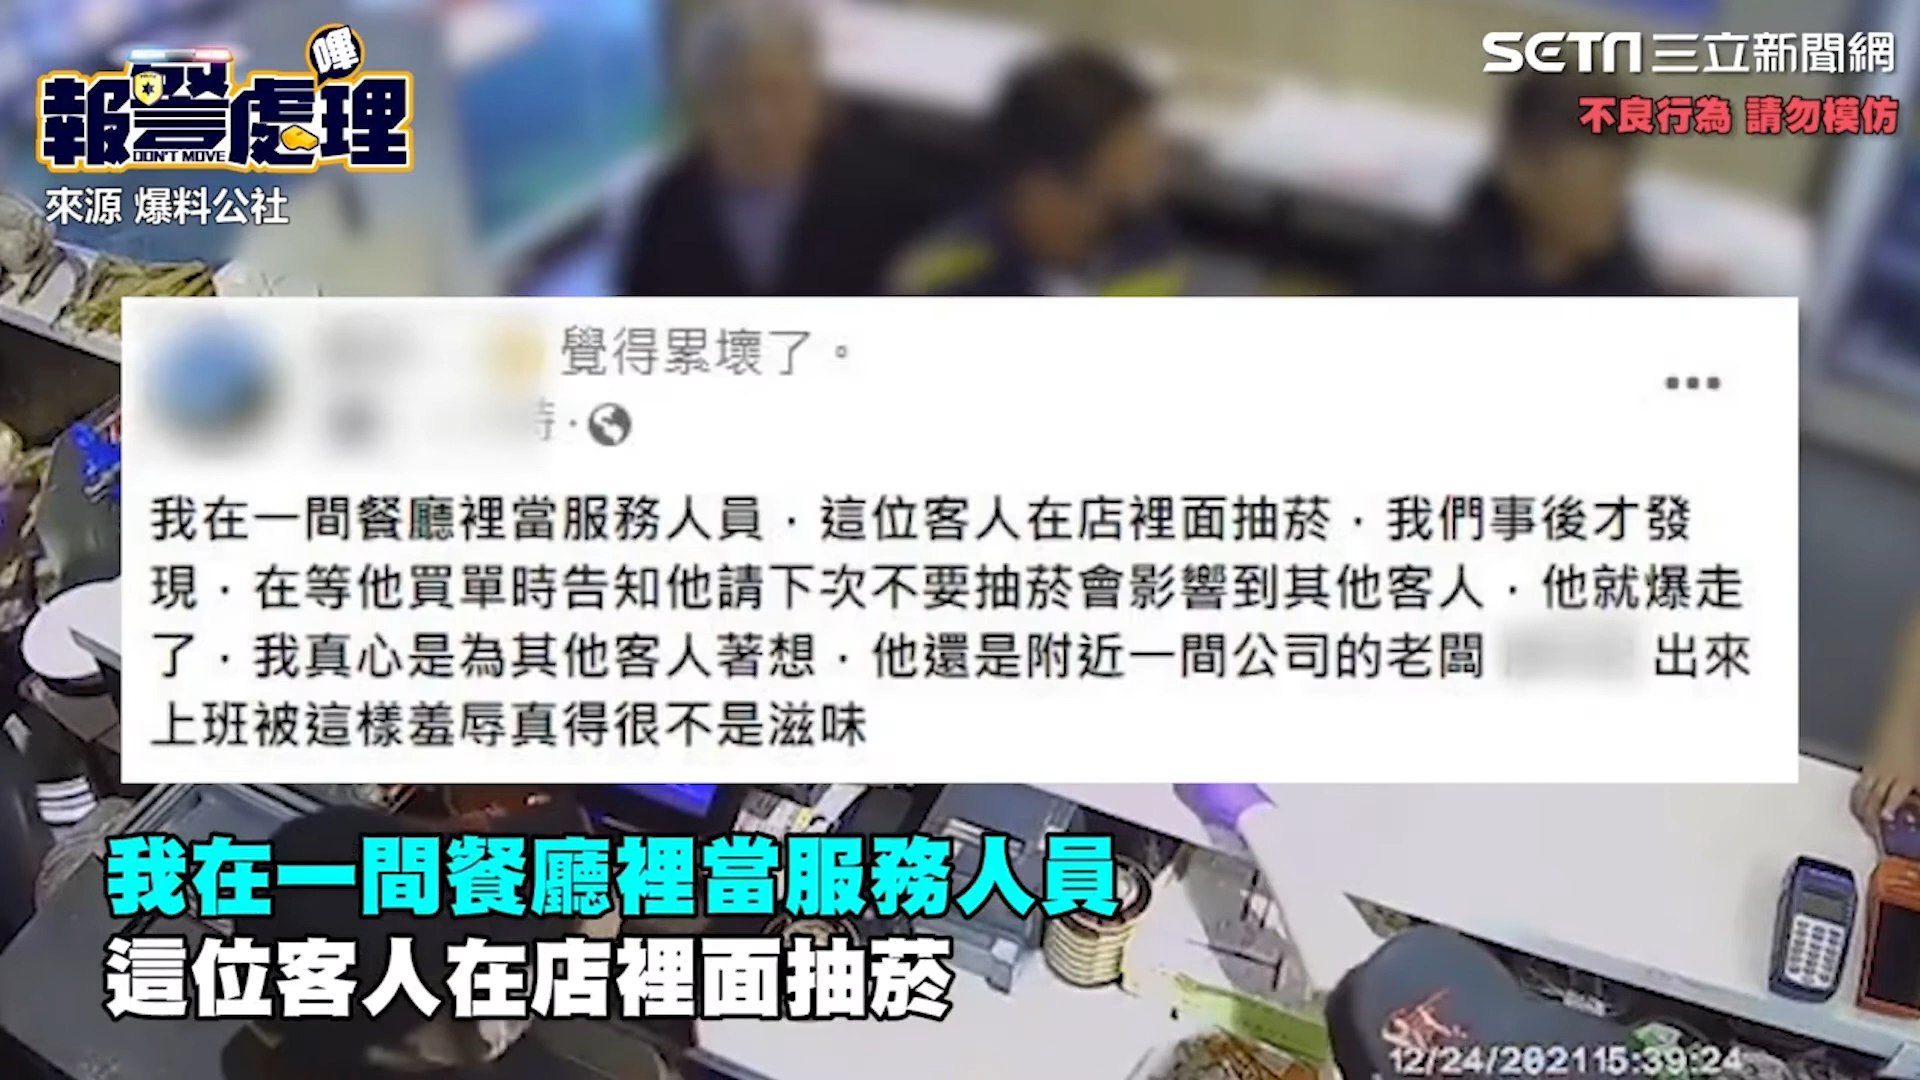 嗶
報警處理
DON'T MOVE
來源 爆料公社
SETN三立新聞網
不良行為 請勿模仿
覺得累壞了。
我在一間餐廳裡當服務人員，這位客人在店裡面抽菸，我們事後才發
現，在等他買單時告知他請下次不要抽菸會影響到其他客人，他就爆走
了，我真心是為其他客人著想，他還是附近一間公司的老闆 出來
上班被這樣羞辱真得很不是滋味
我在一間餐廳裡當服務人員
這位客人在店裡面抽菸
12/24/2021 15:39:24